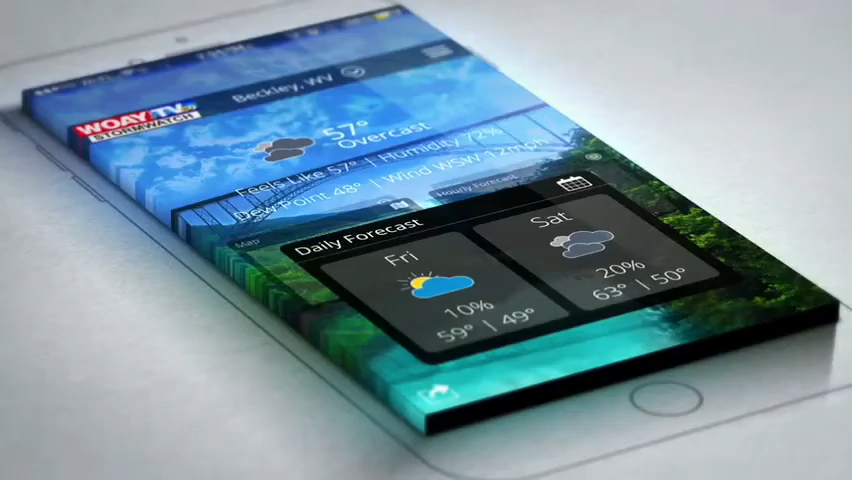 Beckley, WV
WOAY TV
STORMWATCH
57°
Overcast
Feels Like 57° | Humidity 72%
Dew Point 48° | Wind WSW 12mph
Hourly Forecast
Map
Daily Forecast
Fri
10%
59° | 49°
Sat
20%
63° | 50°